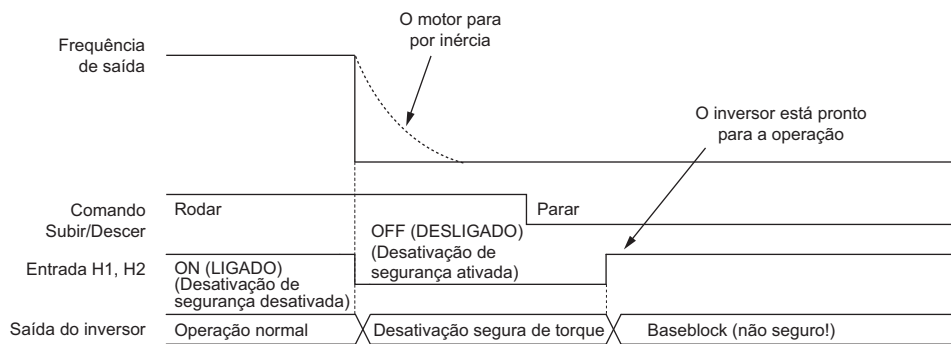 O motor para
por inércia
Frequência
de saída
O inversor está pronto
para a operação
Comando
Subir/Descer
Rodar
Parar
OFF (DESLIGADO)
(Desativação de
segurança ativada)
Entrada H1, H2
ON (LIGADO)
(Desativação de
segurança desativada)
Saída do inversor
Operação normal
Desativação segura de torque
Baseblock (não seguro!)